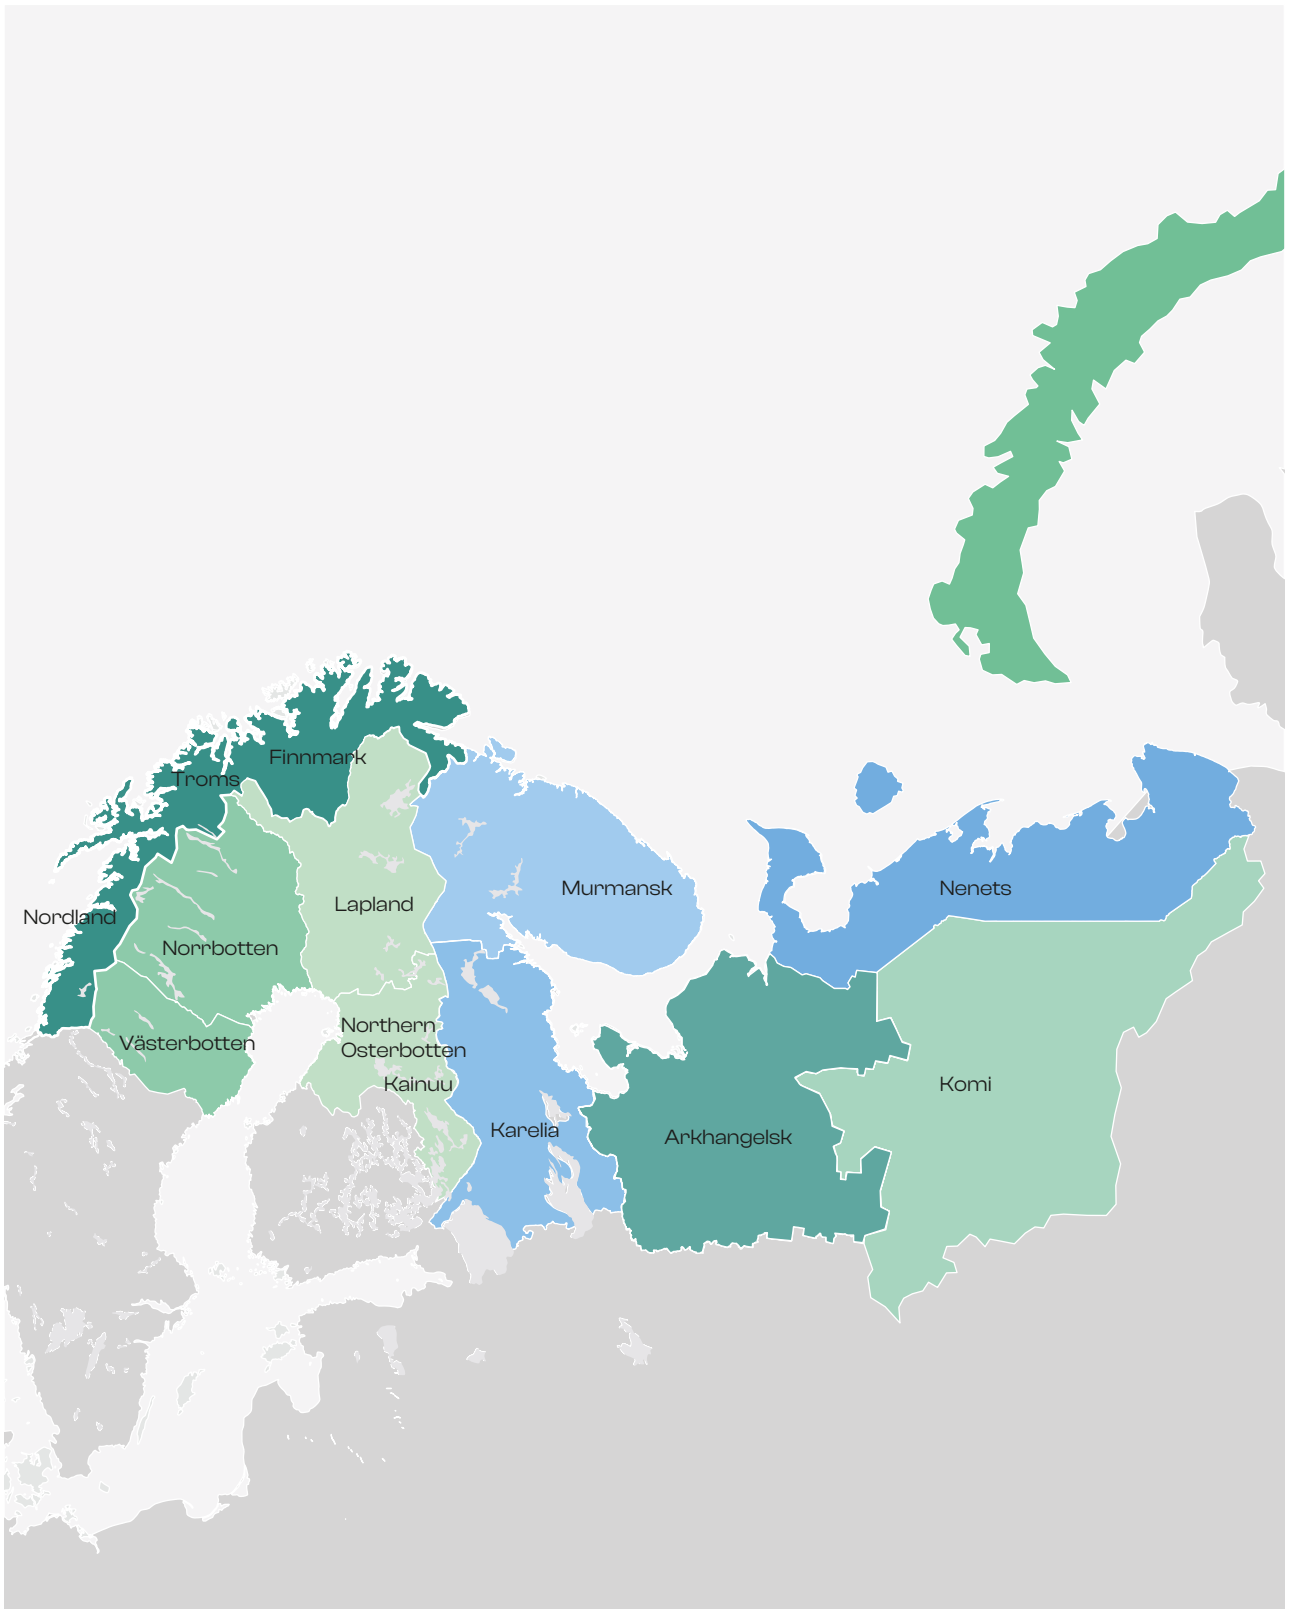 Finnmark
Troms
Murmansk
Nenets
Lapland
Nordland
Norrbotten
Northern
Osterbotten
Västerbotten
Kainuu
Komi
Karelia
Arkhangelsk